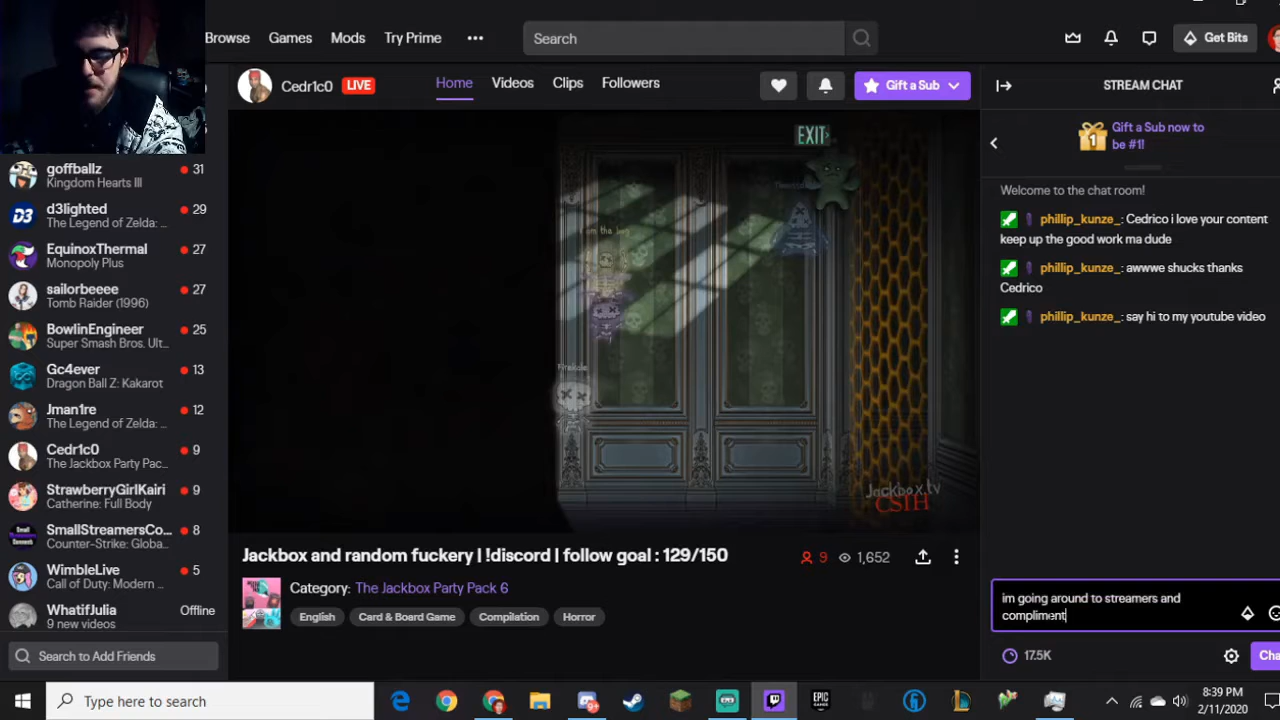 Browse Games Mods Try Prime
Search
Get Bits
Cedr1c0 LIVE
Home Videos Clips Followers
Gift a Sub
STREAM CHAT
1
Gift a Sub now to
be #1!
Welcome to the chat room!
phillip_kunze_: Cedrico i love your content
keep up the good work ma dude
phillip_kunze_: awwwe shucks thanks
Cedrico
phillip_kunze_: say hi to my youtube video
goffballz 31
Kingdom Hearts III
D3
d3lighted 29
The Legend of Zelda: ...
EquinoxThermal 27
Monopoly Plus
sailorbeeee 27
Tomb Raider (1996)
BowlinEngineer 25
Super Smash Bros. Ult...
Gc4ever 13
Dragon Ball Z: Kakarot
Jman1re 12
The Legend of Zelda: ...
Cedr1c0 9
The Jackbox Party Pac...
StrawberryGirlKairi 9
Catherine: Full Body
SmallStreamersCo... 8
Counter-Strike: Globa...
WimbleLive 5
Call of Duty: Modern ...
WhatifJulia Offline
9 new videos
Search to Add Friends
EXIT
Jackbox.tv
CSIH
Jackbox and random fuckery | !discord | follow goal : 129/150
9 1,652
Category: The Jackbox Party Pack 6
English Card & Board Game Compilation Horror
im going around to streamers and
compliment
17.5K
Cha
Type here to search
EPIC
GAMES
8:39 PM
2/11/2020